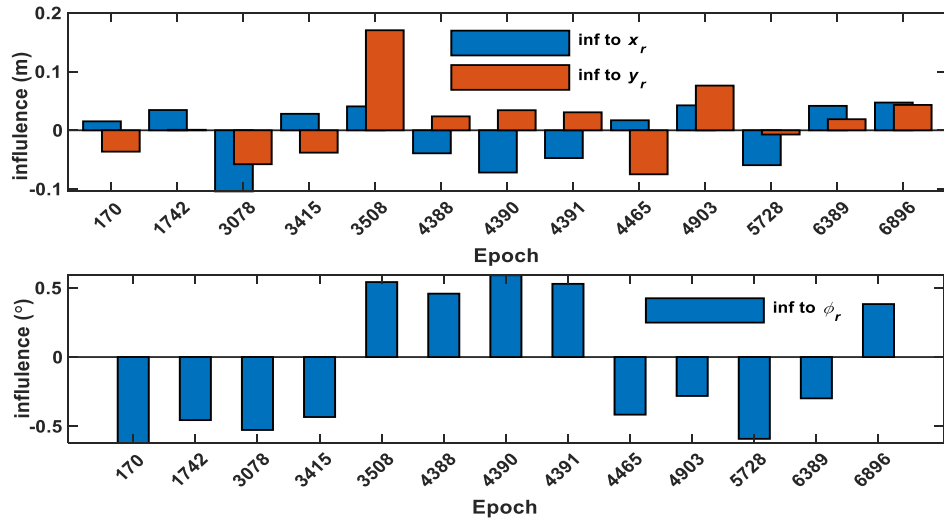 0.2
0.1
0
-0.1
influlence (m)
inf to x_r
inf to y_r
170 1742 3078 3415 3508 4388 4390 4391 4465 4903 5728 6389 6896
Epoch
0.5
0
-0.5
influlence (°)
inf to ϕ_r
170 1742 3078 3415 3508 4388 4390 4391 4465 4903 5728 6389 6896
Epoch